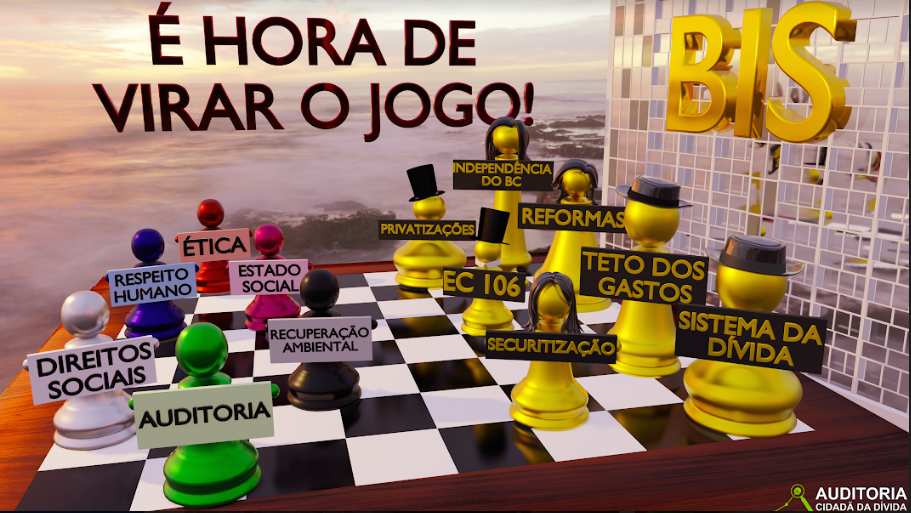 É HORA DE
VIRAR O JOGO!
BIS
INDEPENDÊNCIA
DO BC
PRIVATIZAÇÕES
REFORMAS
ÉTICA
RESPEITO
HUMANO
ESTADO
SOCIAL
EC 106
TETO DOS
GASTOS
RECUPERAÇÃO
AMBIENTAL
SECURITIZAÇÃO
SISTEMA DA
DÍVIDA
DIREITOS
SOCIAIS
AUDITORIA
AUDITORIA
CIDADÃ DA DÍVIDA